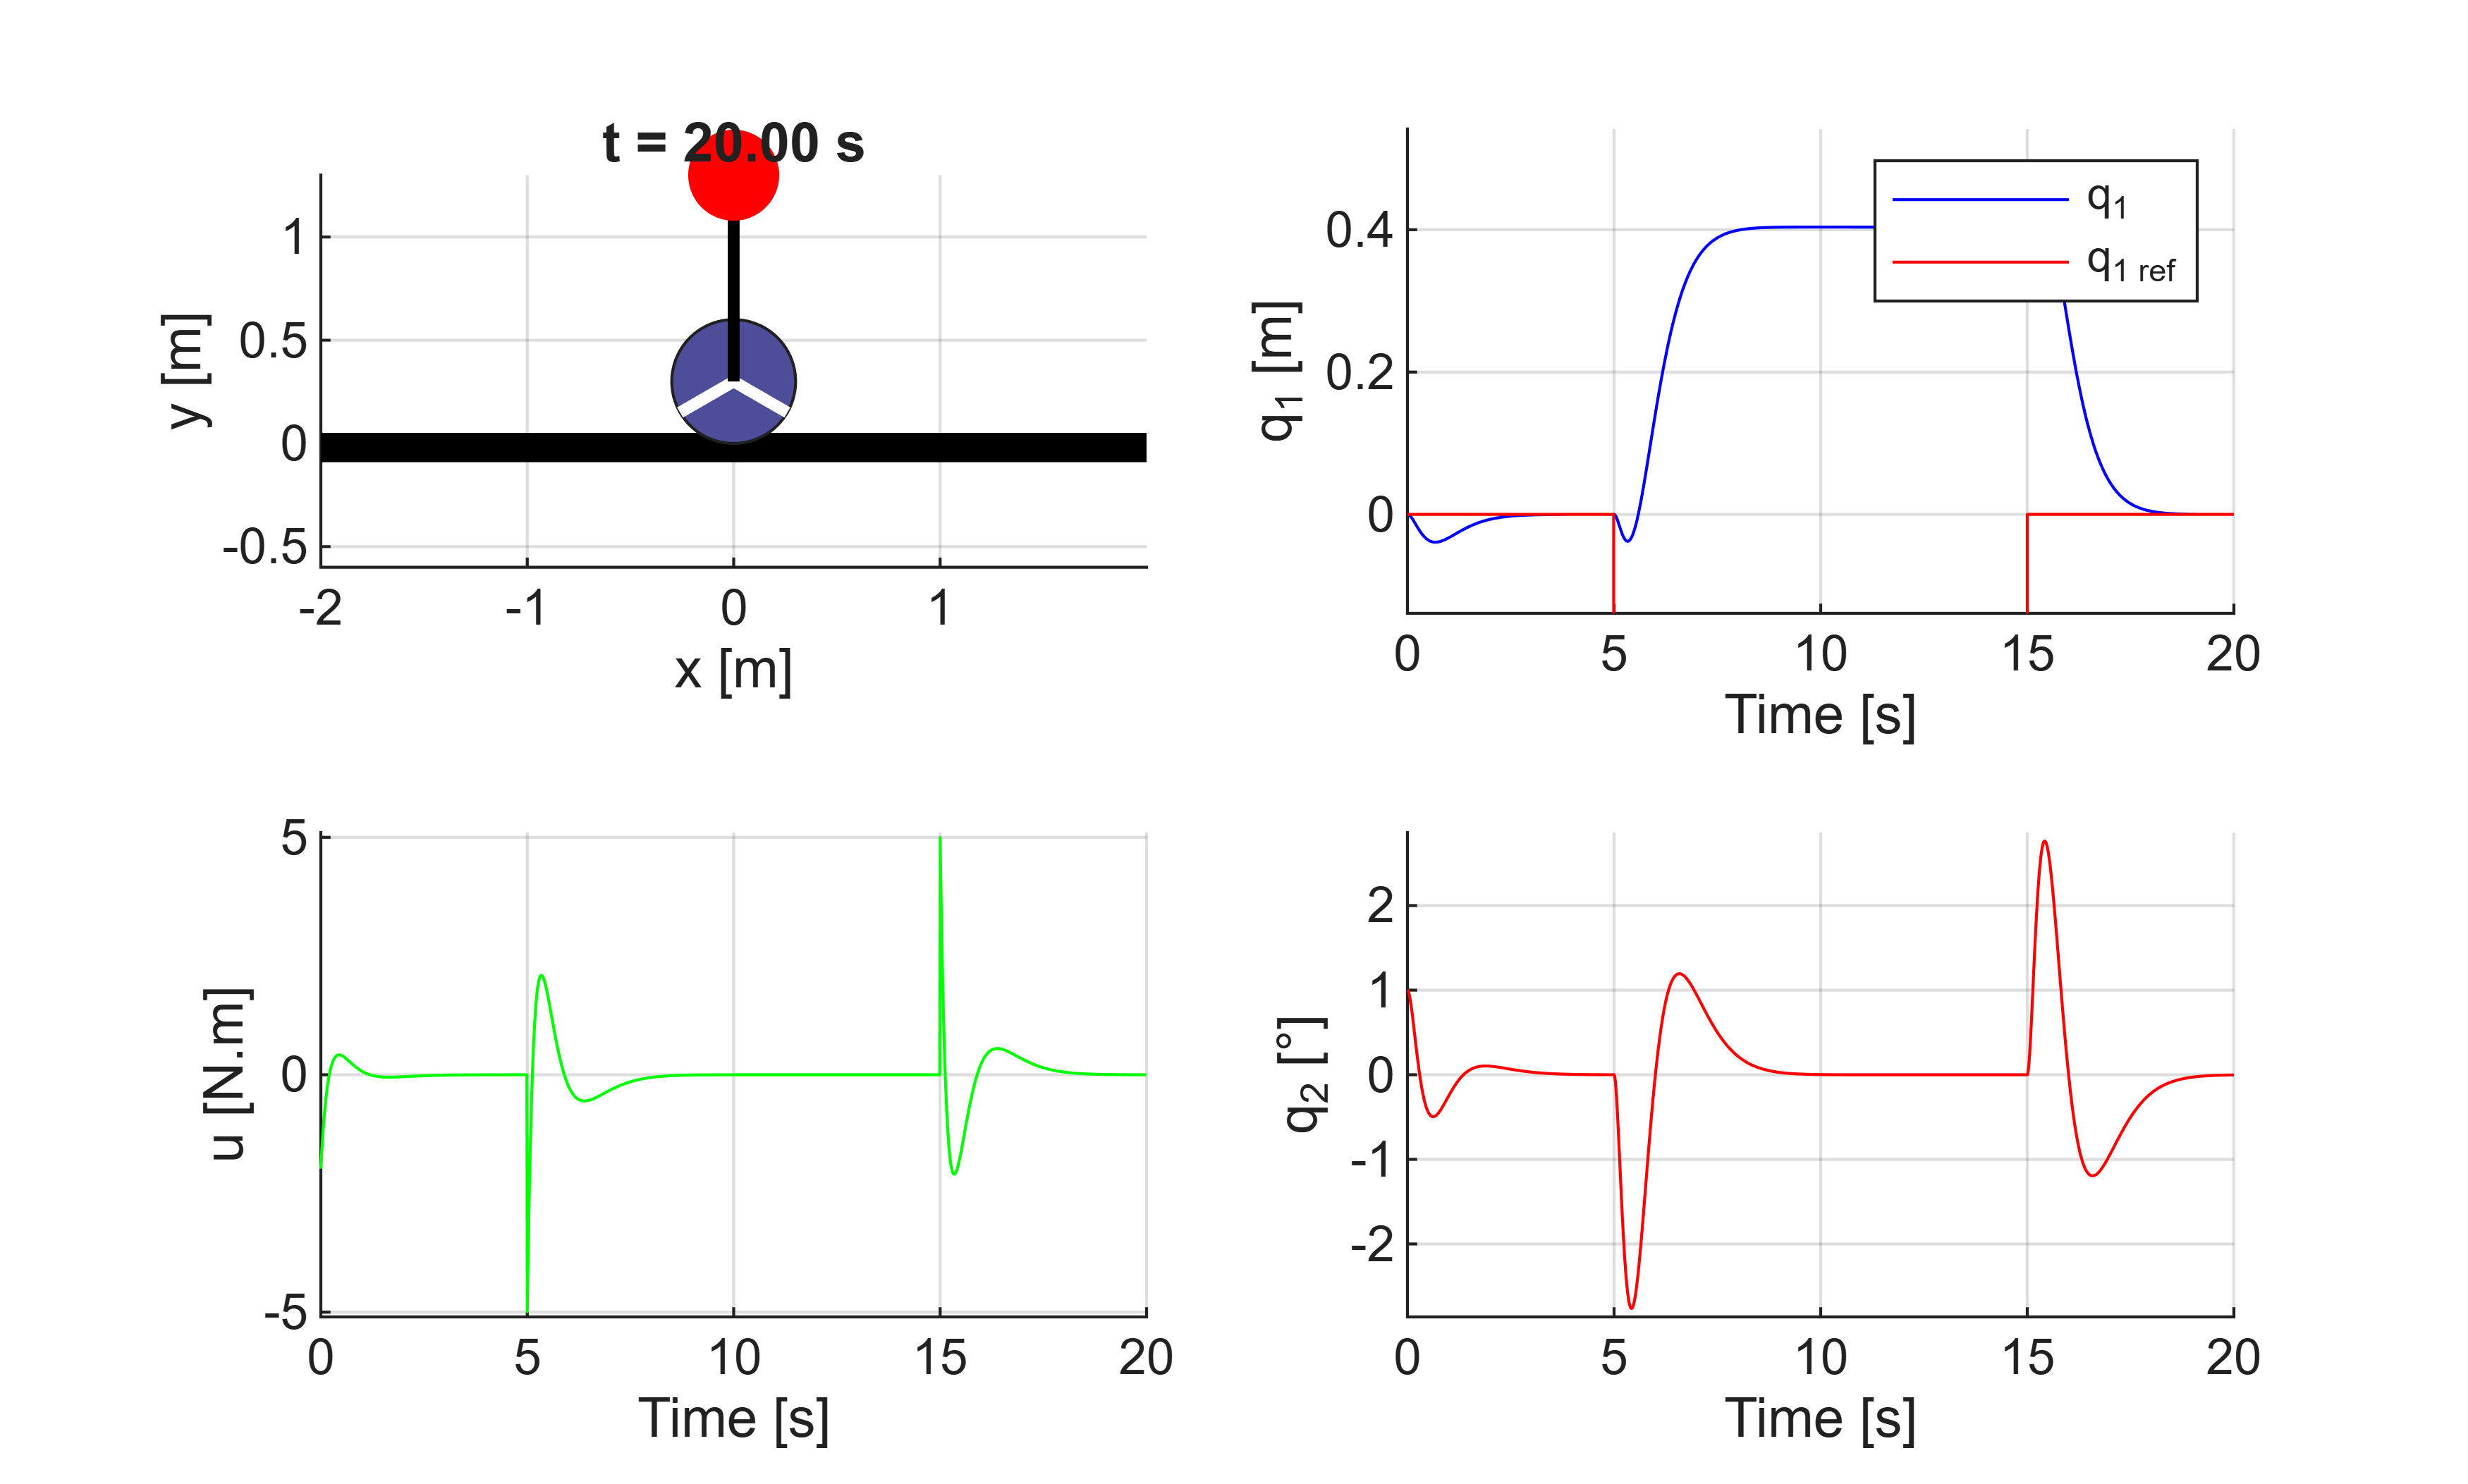 t = 20.00 s
1
0.5
0
-0.5
y [m]
-2 -1 0 1
x [m]
0.4
0.2
0
q1 [m]
q1
q1 ref
0 5 10 15 20
Time [s]
5
0
-5
u [N.m]
0 5 10 15 20
Time [s]
2
1
0
-1
-2
q2 [°]
0 5 10 15 20
Time [s]